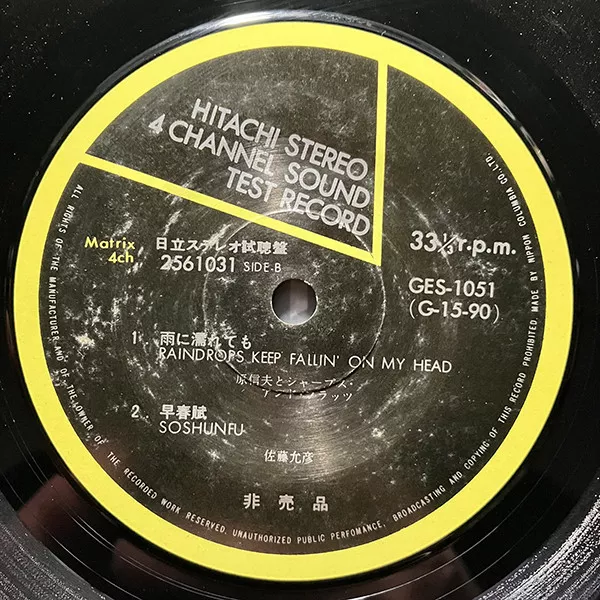 HITACHI STEREO
4 CHANNEL SOUND
TEST RECORD
Matrix
4ch
日立ステレオ試聴盤
2561031 SIDE-B
33⅓r.p.m.
GES-1051
(G-15-90)
1. 雨に濡れても
RAINDROPS KEEP FALLIN' ON MY HEAD
原信夫とシャープス・
アンド・フラッツ
2. 早春賦
SOSHUNFU
佐藤允彦
非売品
ALL RIGHTS OF THE MANUFACTURER AND OF THE OWNER OF THE RECORDED WORK RESERVED. UNAUTHORIZED PUBLIC PERFOMANCE, BROADCASTING AND COPYING OF THIS RECORD PROHIBITED. MADE BY NIPPON COLUMBIA CO. LTD.